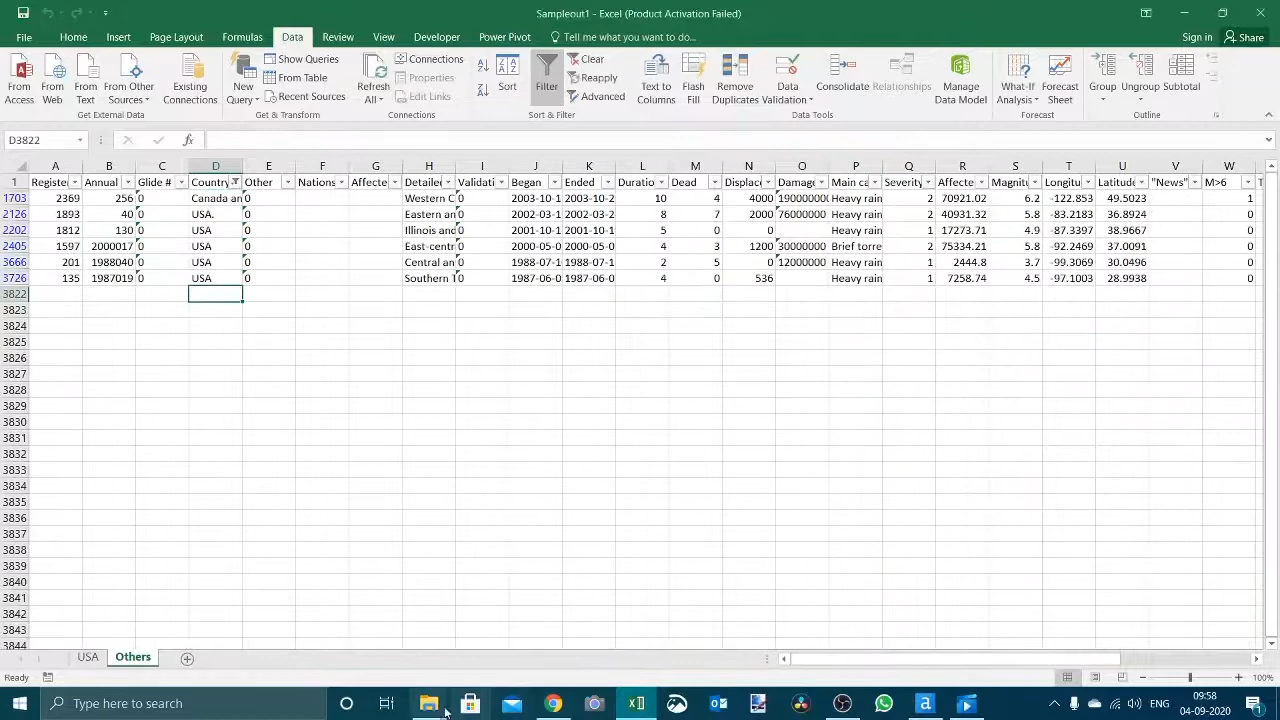 Sampleout1 - Excel (Product Activation Failed)
File Home Insert Page Layout Formulas Data Review View Developer Power Pivot Tell me what you want to do... Sign in Share
From Access From Web From Text From Other Sources Existing Connections
Get External Data
New Query Show Queries From Table Recent Sources
Get & Transform
Refresh All Connections Properties Edit Links
Connections
Sort Filter Clear Reapply Advanced
Sort & Filter
Text to Columns Flash Fill Remove Duplicates Data Validation Consolidate Relationships Manage Data Model
Data Tools
What-If Analysis Forecast Sheet
Forecast
Group Ungroup Subtotal
Outline
D3822
A B C D E F G H I J K L M N O P Q R S T U V W
1 Registe Annual Glide # Country Other Nations Affecte Detailed Validati Began Ended Duratio Dead Displac Damag Main ca Severity Affecte Magnitu Longitu Latitude "News" M>6 T
1703 2369 256 0 Canada an 0 Western C 0 2003-10-1 2003-10-2 10 4 4000 19000000 Heavy rain 2 70921.02 6.2 -122.853 49.5023 1
2126 1893 40 0 USA. 0 Eastern an 0 2002-03-1 2002-03-2 8 7 2000 76000000 Heavy rain 2 40931.32 5.8 -83.2183 36.8924 0
2202 1812 130 0 USA 0 Illinois and 0 2001-10-1 2001-10-1 5 0 0 Heavy rain 1 17273.71 4.9 -87.3397 38.9667 0
2405 1597 2000017 0 USA 0 East-centr 0 2000-05-0 2000-05-0 4 3 1200 30000000 Brief torre 2 75334.21 5.8 -92.2469 37.0091 0
3666 201 1988040 0 USA 0 Central an 0 1988-07-1 1988-07-1 2 5 0 12000000 Heavy rain 1 2444.8 3.7 -99.3069 30.0496 0
3726 135 1987019 0 USA 0 Southern T 0 1987-06-0 1987-06-0 4 0 536 Heavy rain 1 7258.74 4.5 -97.1003 28.9938 0
3822
3823
3824
3825
3826
3827
3828
3829
3830
3831
3832
3833
3834
3835
3836
3837
3838
3839
3840
3841
3842
3843
3844
USA Others
Ready 100%
Type here to search
09:58
04-09-2020